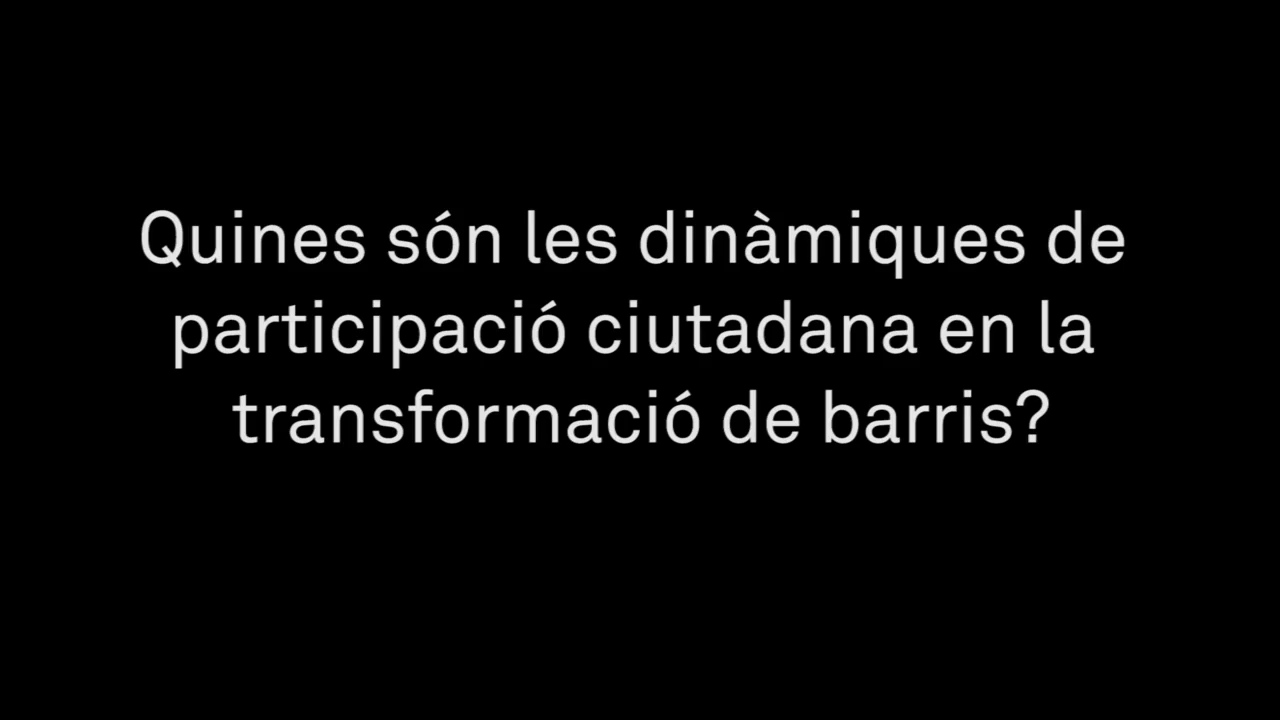 Quines són les dinàmiques de
participació ciutadana en la
transformació de barris?